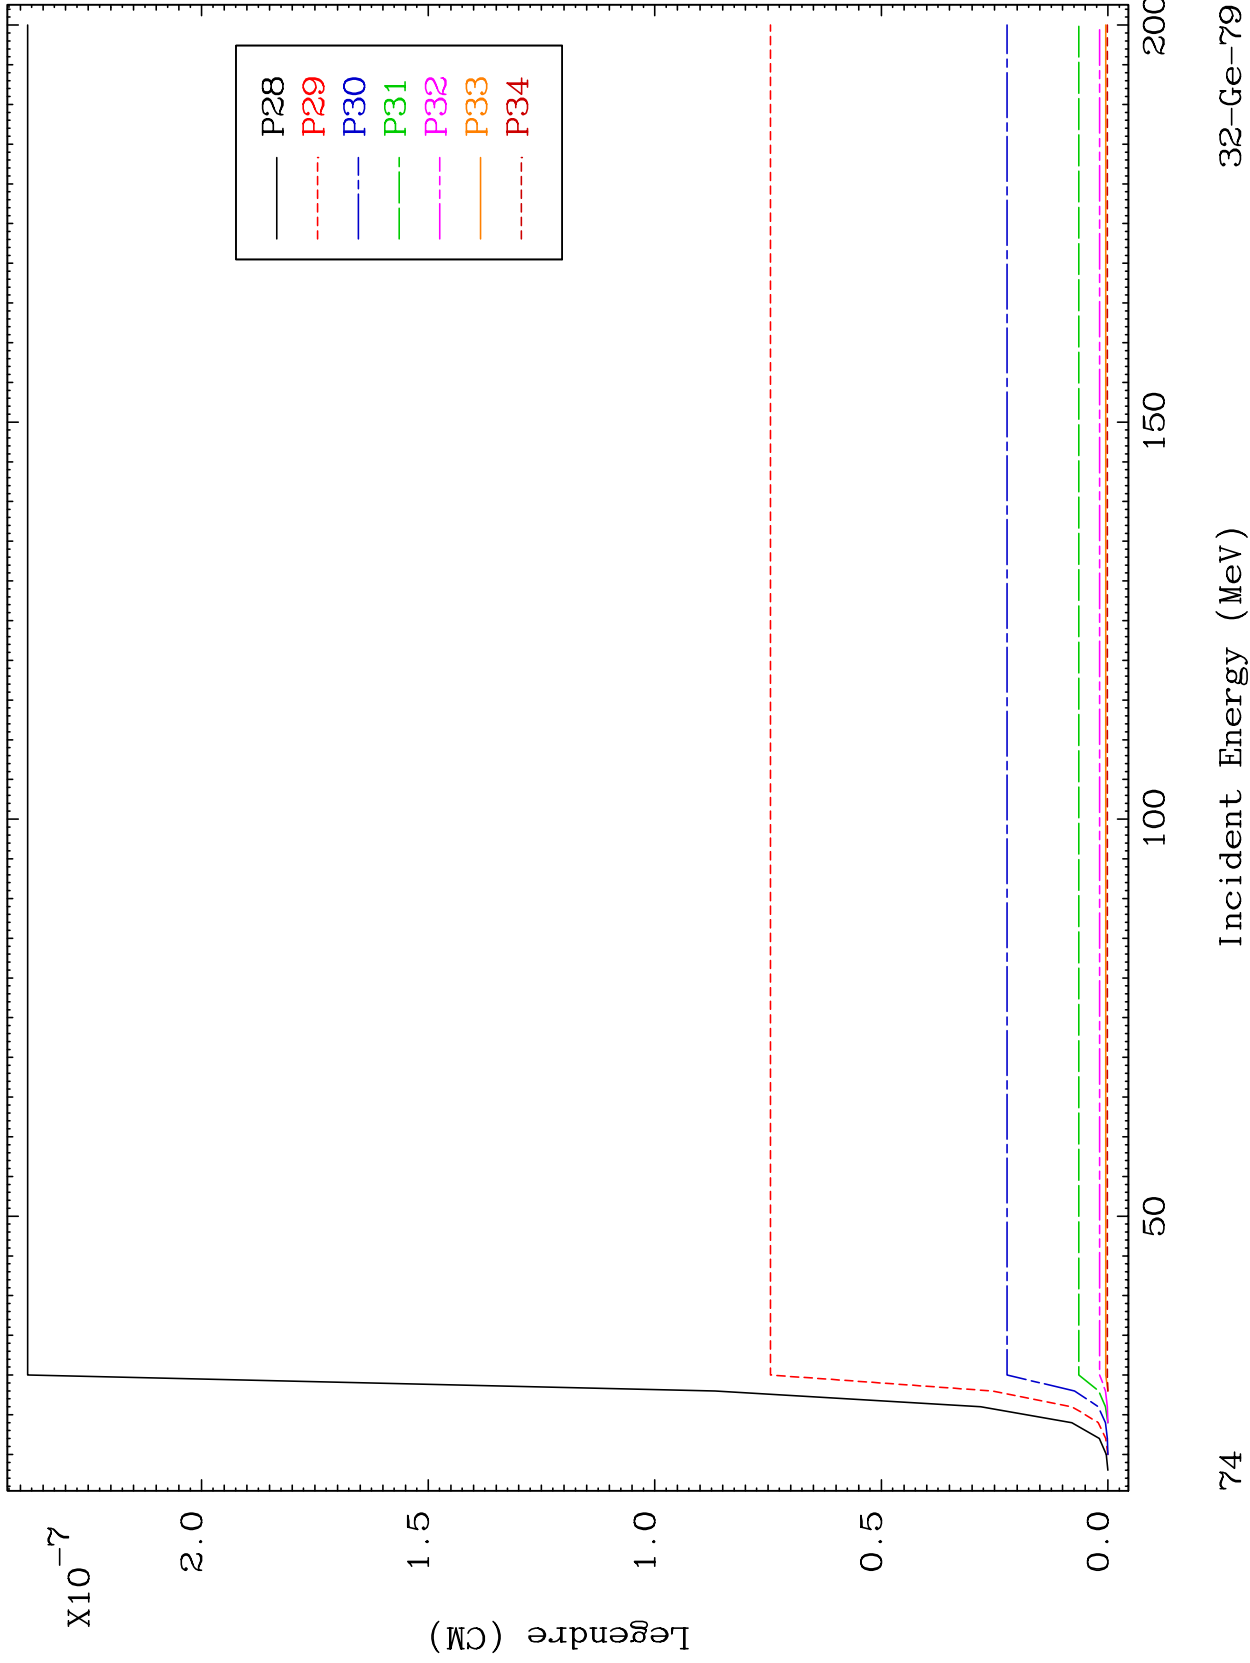 X10-7
Legendre (CM)
2.0
1.5
1.0
0.5
0.0
P28
P29
P30
P31
P32
P33
P34
50
100
150
200
Incident Energy (MeV)
74
32-Ge-79